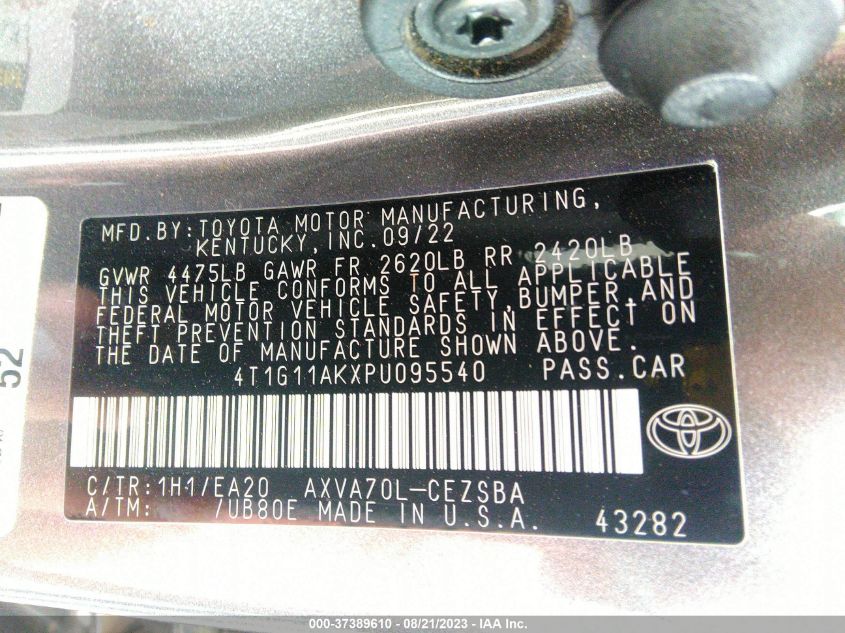 MFD. BY: TOYOTA MOTOR MANUFACTURING,
KENTUCKY, INC. 09/22
GVWR 4475LB GAWR FR 2620LB RR 2420LB
THIS VEHICLE CONFORMS TO ALL APPLICABLE
FEDERAL MOTOR VEHICLE SAFETY, BUMPER, AND
THEFT PREVENTION STANDARDS IN EFFECT ON
THE DATE OF MANUFACTURE SHOWN ABOVE.
4T1G11AKXPU095540 PASS. CAR
C/TR: 1H1/EA20 AXVA70L-CEZSBA
A/TM: /UB80E MADE IN U.S.A. 43282
52
000-37389610 - 08/21/2023 - IAA Inc.